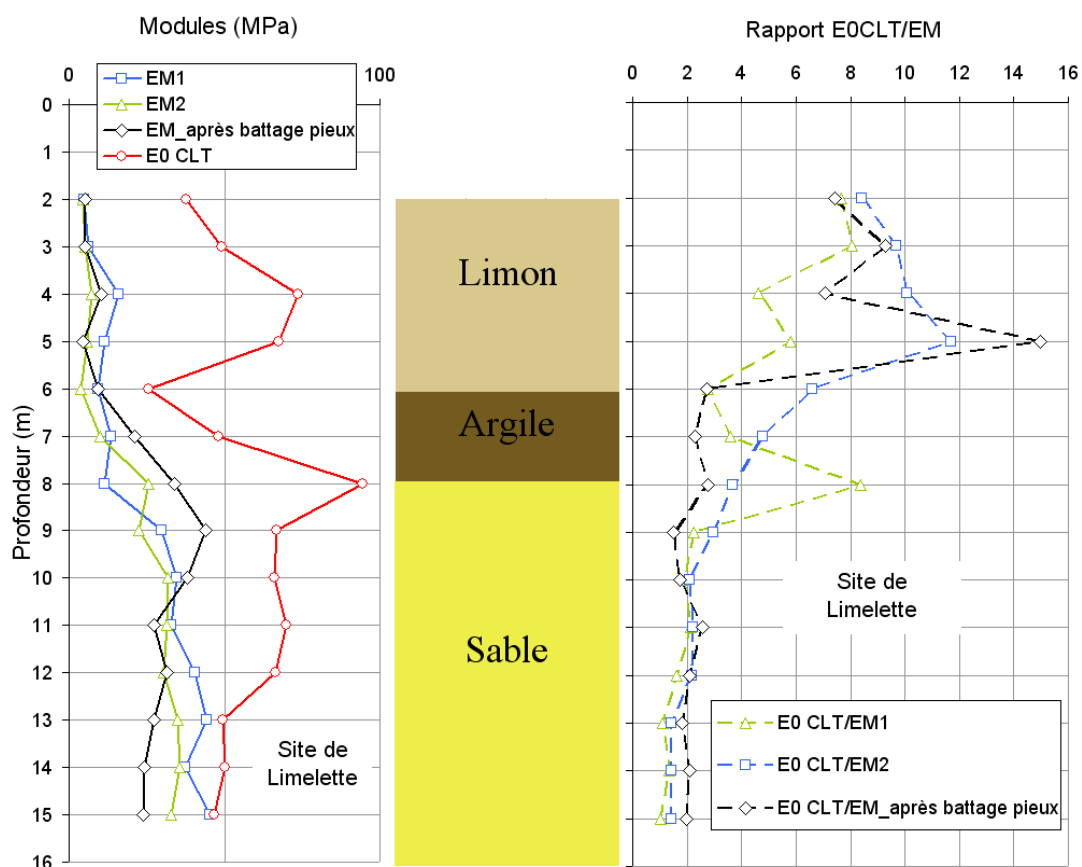 Modules (MPa)
0 100
EM1
EM2
EM_après battage pieux
E0 CLT
Profondeur (m)
0
1
2
3
4
5
6
7
8
9
10
11
12
13
14
15
16
Site de
Limelette
Limon
Argile
Sable
Rapport E0CLT/EM
0 2 4 6 8 10 12 14 16
Site de
Limelette
E0 CLT/EM1
E0 CLT/EM2
E0 CLT/EM_après battage pieux